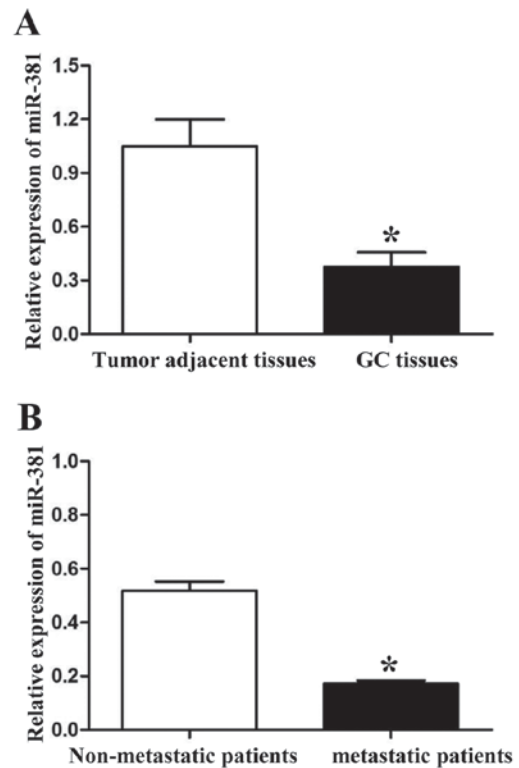 A
Relative expression of miR-381
1.5
1.2
0.9
0.6
0.3
0.0
*
Tumor adjacent tissues
GC tissues
B
Relative expression of miR-381
1.0
0.8
0.6
0.4
0.2
0.0
*
Non-metastatic patients
metastatic patients